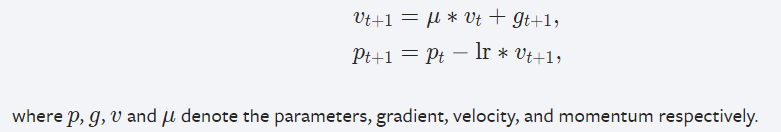 v_{t+1} = μ * v_t + g_{t+1},
p_{t+1} = p_t − lr * v_{t+1},
where p, g, v and μ denote the parameters, gradient, velocity, and momentum respectively.